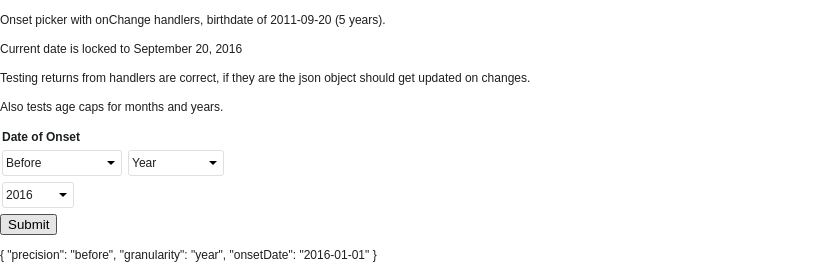 Onset picker with onChange handlers, birthdate of 2011-09-20 (5 years).
Current date is locked to September 20, 2016
Testing returns from handlers are correct, if they are the json object should get updated on changes.
Also tests age caps for months and years.
Date of Onset
Before Year
2016
Submit
{ "precision": "before", "granularity": "year", "onsetDate": "2016-01-01" }